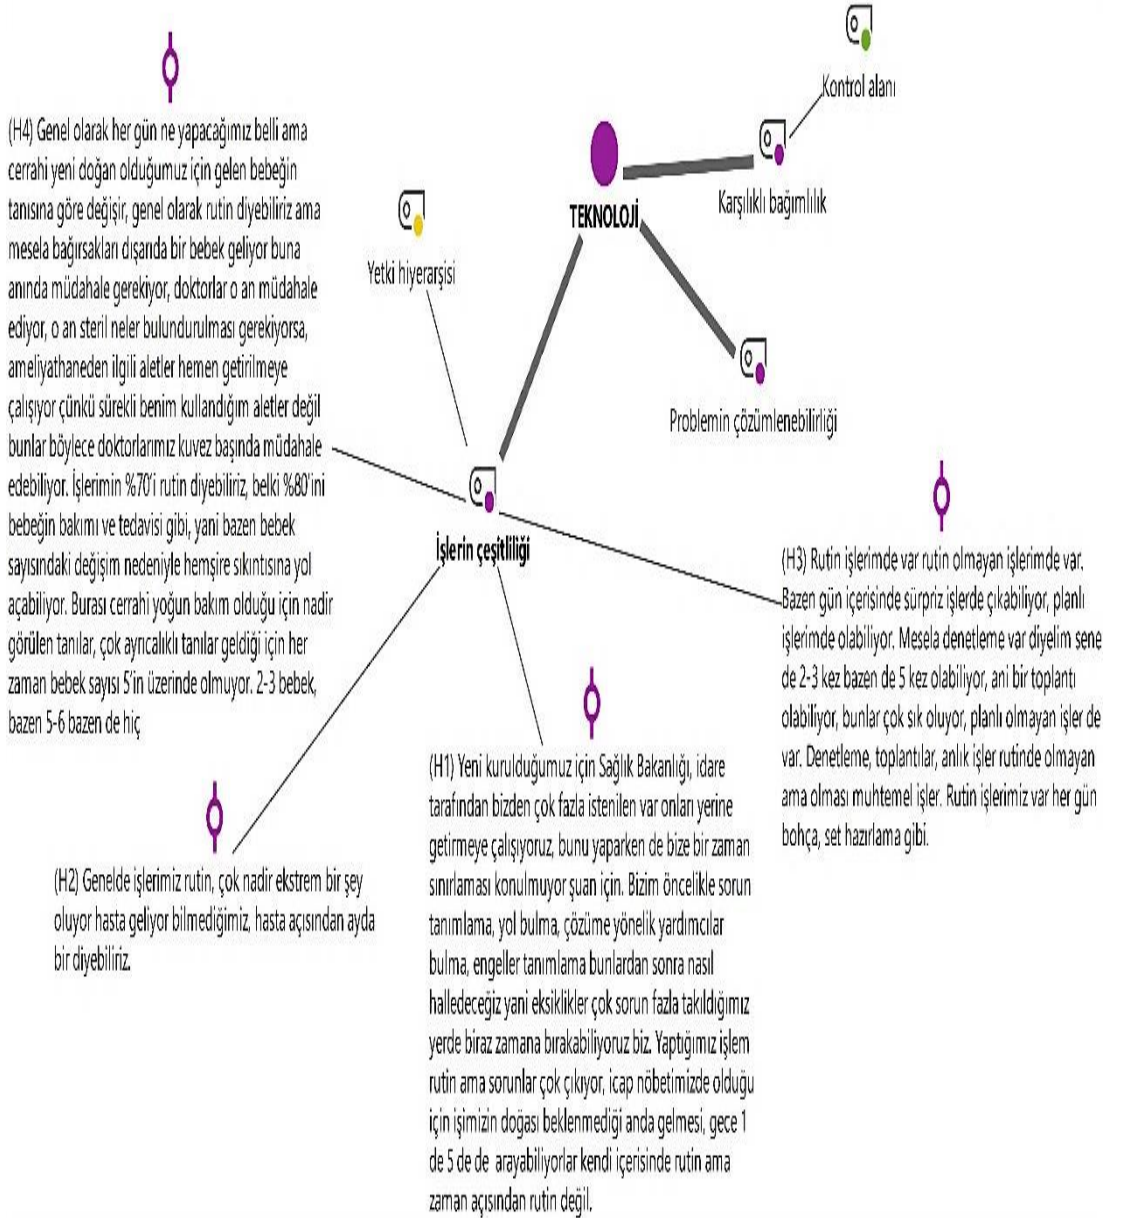 Kontrol alanı
Karşılıklı bağımlılık
TEKNOLOJİ
Yetki hiyerarşisi
Problemin çözümlenebilirliği
İşlerin çeşitliliği
(H4) Genel olarak her gün ne yapacağımız belli ama
cerrahi yeni doğan olduğumuz için gelen bebeğin
tanısına göre değişir, genel olarak rutin diyebiliriz ama
mesela bağırsakları dışarıda bir bebek geliyor buna
anında müdahale gerekiyor, doktorlar o an müdahale
ediyor, o an steril neler bulundurulması gerekiyorsa,
ameliyathaneden ilgili aletler hemen getirilmeye
çalışıyor çünkü sürekli benim kullandığım aletler değil
bunlar böylece doktorlarımız kuvez başında müdahale
edebiliyor. İşlerimin %70'i rutin diyebiliriz, belki %80'ini
bebeğin bakımı ve tedavisi gibi, yani bazen bebek
sayısındaki değişim nedeniyle hemşire sıkıntısına yol
açabiliyor. Burası cerrahi yoğun bakım olduğu için nadir
görülen tanılar, çok ayrıcalıklı tanılar geldiği için her
zaman bebek sayısı 5'in üzerinde olmuyor. 2-3 bebek,
bazen 5-6 bazen de hiç
(H3) Rutin işlerimde var rutin olmayan işlerimde var.
Bazen gün içerisinde sürpriz işlerde çıkabiliyor, planlı
işlerimde olabiliyor. Mesela denetleme var diyelim sene
de 2-3 kez bazen de 5 kez olabiliyor, ani bir toplantı
olabiliyor, bunlar çok sık oluyor, planlı olmayan işler de
var. Denetleme, toplantılar, anlık işler rutinde olmayan
ama olması muhtemel işler. Rutin işlerimiz var her gün
bohça, set hazırlama gibi.
(H2) Genelde işlerimiz rutin, çok nadir ekstrem bir şey
oluyor hasta geliyor bilmediğimiz, hasta açısından ayda
bir diyebiliriz.
(H1) Yeni kurulduğumuz için Sağlık Bakanlığı, idare
tarafından bizden çok fazla istenilen var onları yerine
getirmeye çalışıyoruz, bunu yaparken de bize bir zaman
sınırlaması konulmuyor şuan için. Bizim öncelikle sorun
tanımlama, yol bulma, çözüme yönelik yardımcılar
bulma, engeller tanımlama bunlardan sonra nasıl
halledeceğiz yani eksiklikler çok sorun fazla takıldığımız
yerde biraz zamana bırakabiliyoruz biz. Yaptığımız işlem
rutin ama sorunlar çok çıkıyor, icap nöbetimizde olduğu
için işimizin doğası beklenmediği anda gelmesi, gece 1
de 5 de de arayabiliyorlar kendi içerisinde rutin ama
zaman açısından rutin değil.